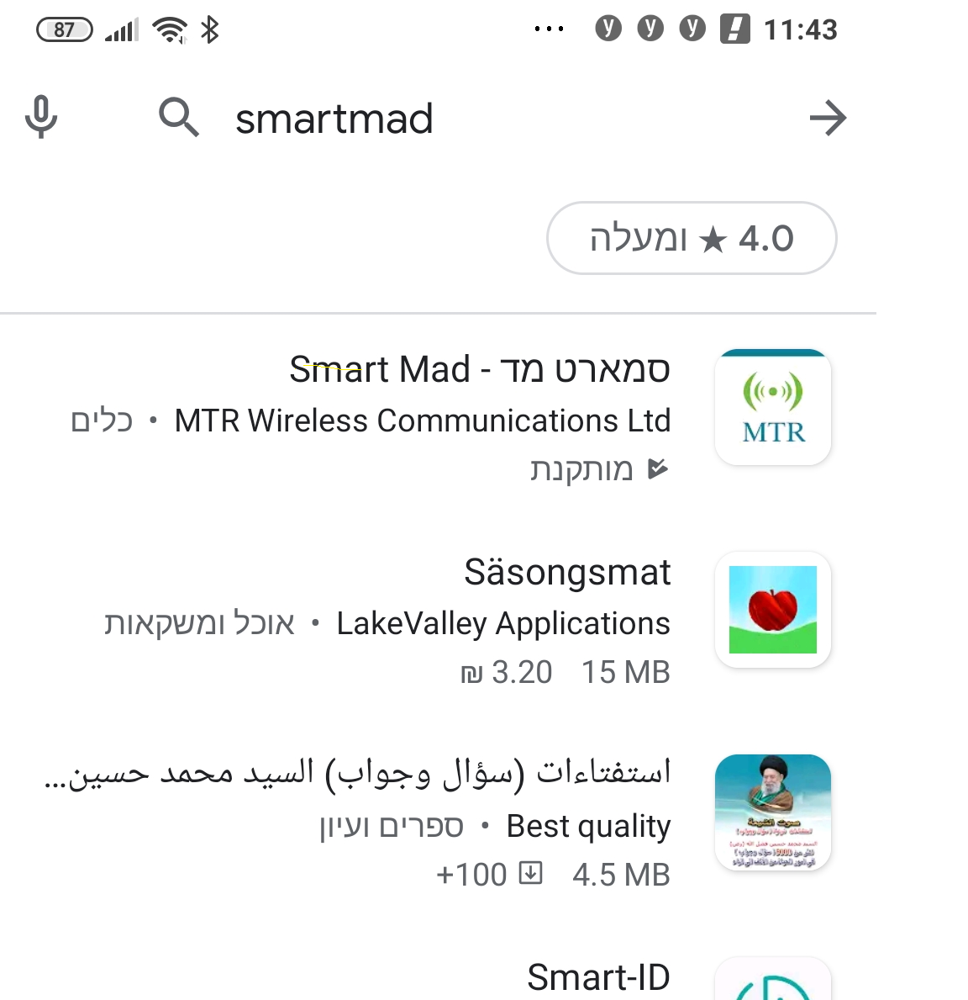 87 ... y y y 11:43
smartmad
4.0 ★ ומעלה
סמארט מד - Smart Mad
MTR Wireless Communications Ltd • כלים
מותקנת
MTR
Säsongsmat
LakeValley Applications • אוכל ומשקאות
15 MB 3.20 ₪
استفتاءات (سؤال وجواب) السيد محمد حسين...
Best quality • ספרים ועיון
4.5 MB 100+
صوت الشيعة
Smart-ID